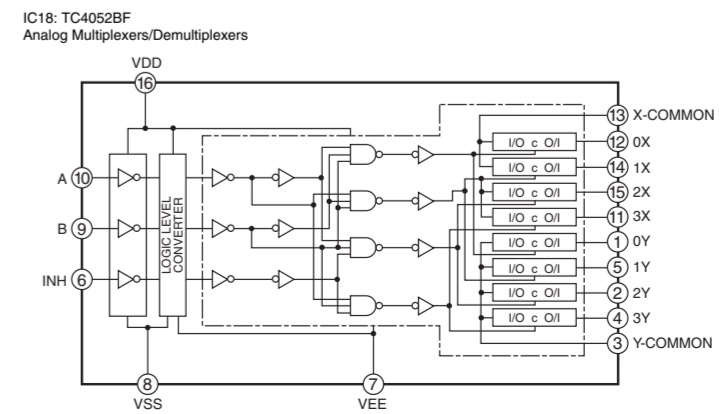 IC18: TC4052BF
Analog Multiplexers/Demultiplexers
VDD
16
13 X-COMMON
I/O c O/I 12 0X
A 10
I/O c O/I 14 1X
I/O c O/I 15 2X
B 9
LOGIC LEVEL
CONVERTER
I/O c O/I 11 3X
I/O c O/I 1 0Y
INH 6
I/O c O/I 5 1Y
I/O c O/I 2 2Y
I/O c O/I 4 3Y
3 Y-COMMON
8
VSS
7
VEE